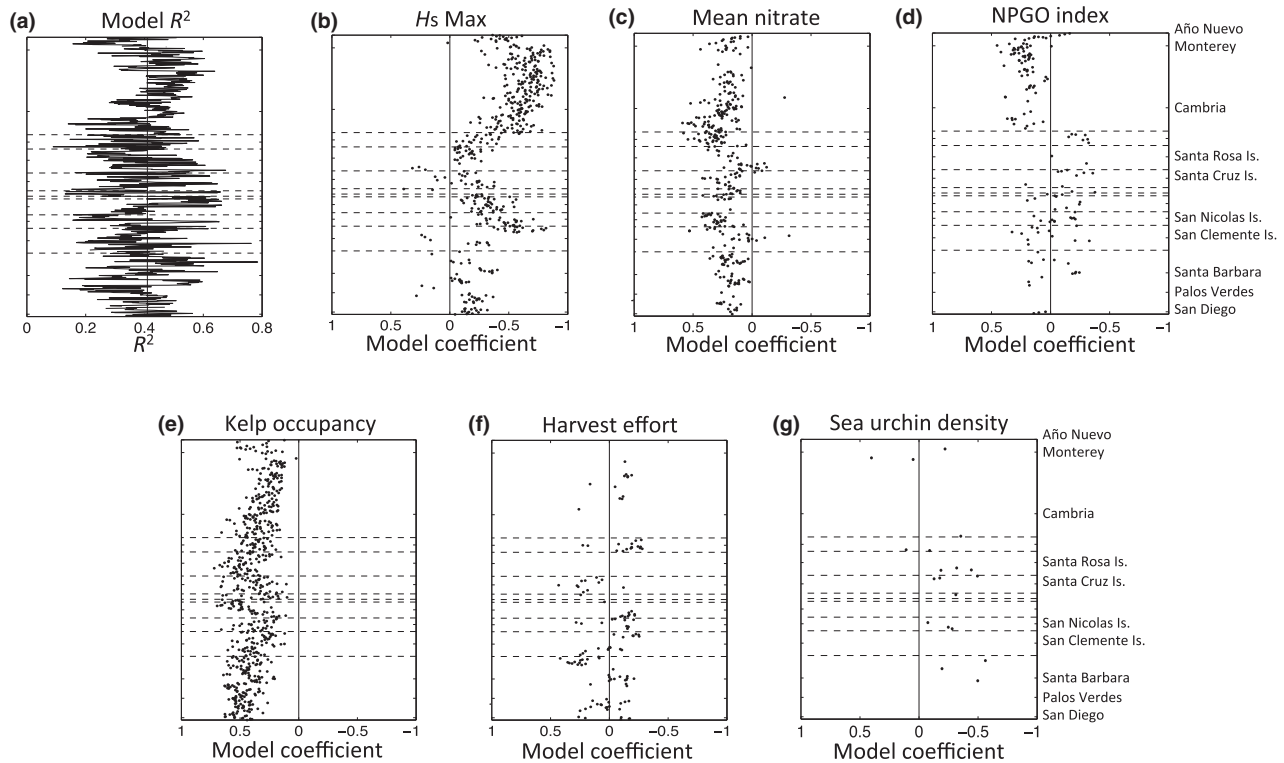 (a) Model R² (b) Hs Max (c) Mean nitrate (d) NPGO index
Año Nuevo
Monterey
Cambria
Santa Rosa Is.
Santa Cruz Is.
San Nicolas Is.
San Clemente Is.
Santa Barbara
Palos Verdes
San Diego
0 0.2 0.4 0.6 0.8 1 0.5 0 −0.5 −1 1 0.5 0 −0.5 −1 1 0.5 0 −0.5 −1
R² Model coefficient Model coefficient Model coefficient
(e) Kelp occupancy (f) Harvest effort (g) Sea urchin density
Año Nuevo
Monterey
Cambria
Santa Rosa Is.
Santa Cruz Is.
San Nicolas Is.
San Clemente Is.
Santa Barbara
Palos Verdes
San Diego
1 0.5 0 −0.5 −1 1 0.5 0 −0.5 −1 1 0.5 0 −0.5 −1
Model coefficient Model coefficient Model coefficient